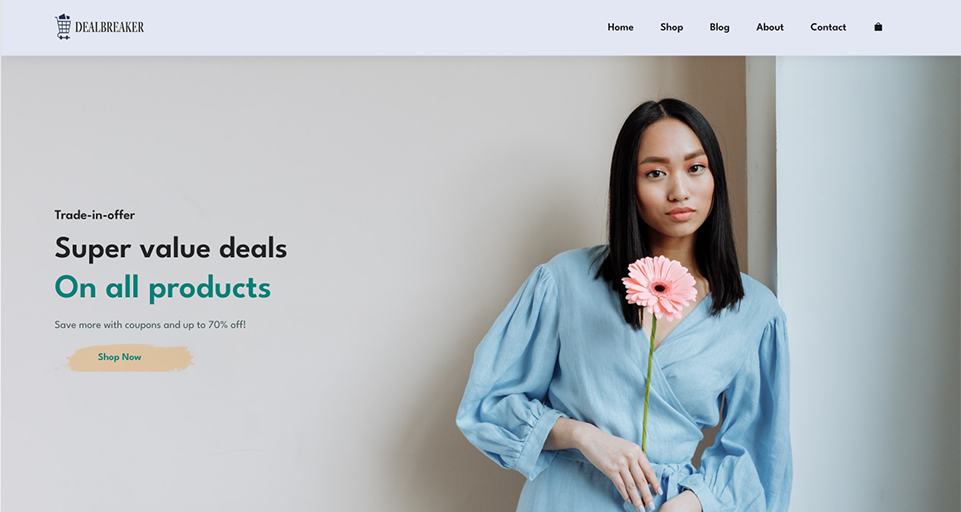 DEALBREAKER
Home Shop Blog About Contact
Trade-in-offer
Super value deals
On all products
Save more with coupons and up to 70% off!
Shop Now